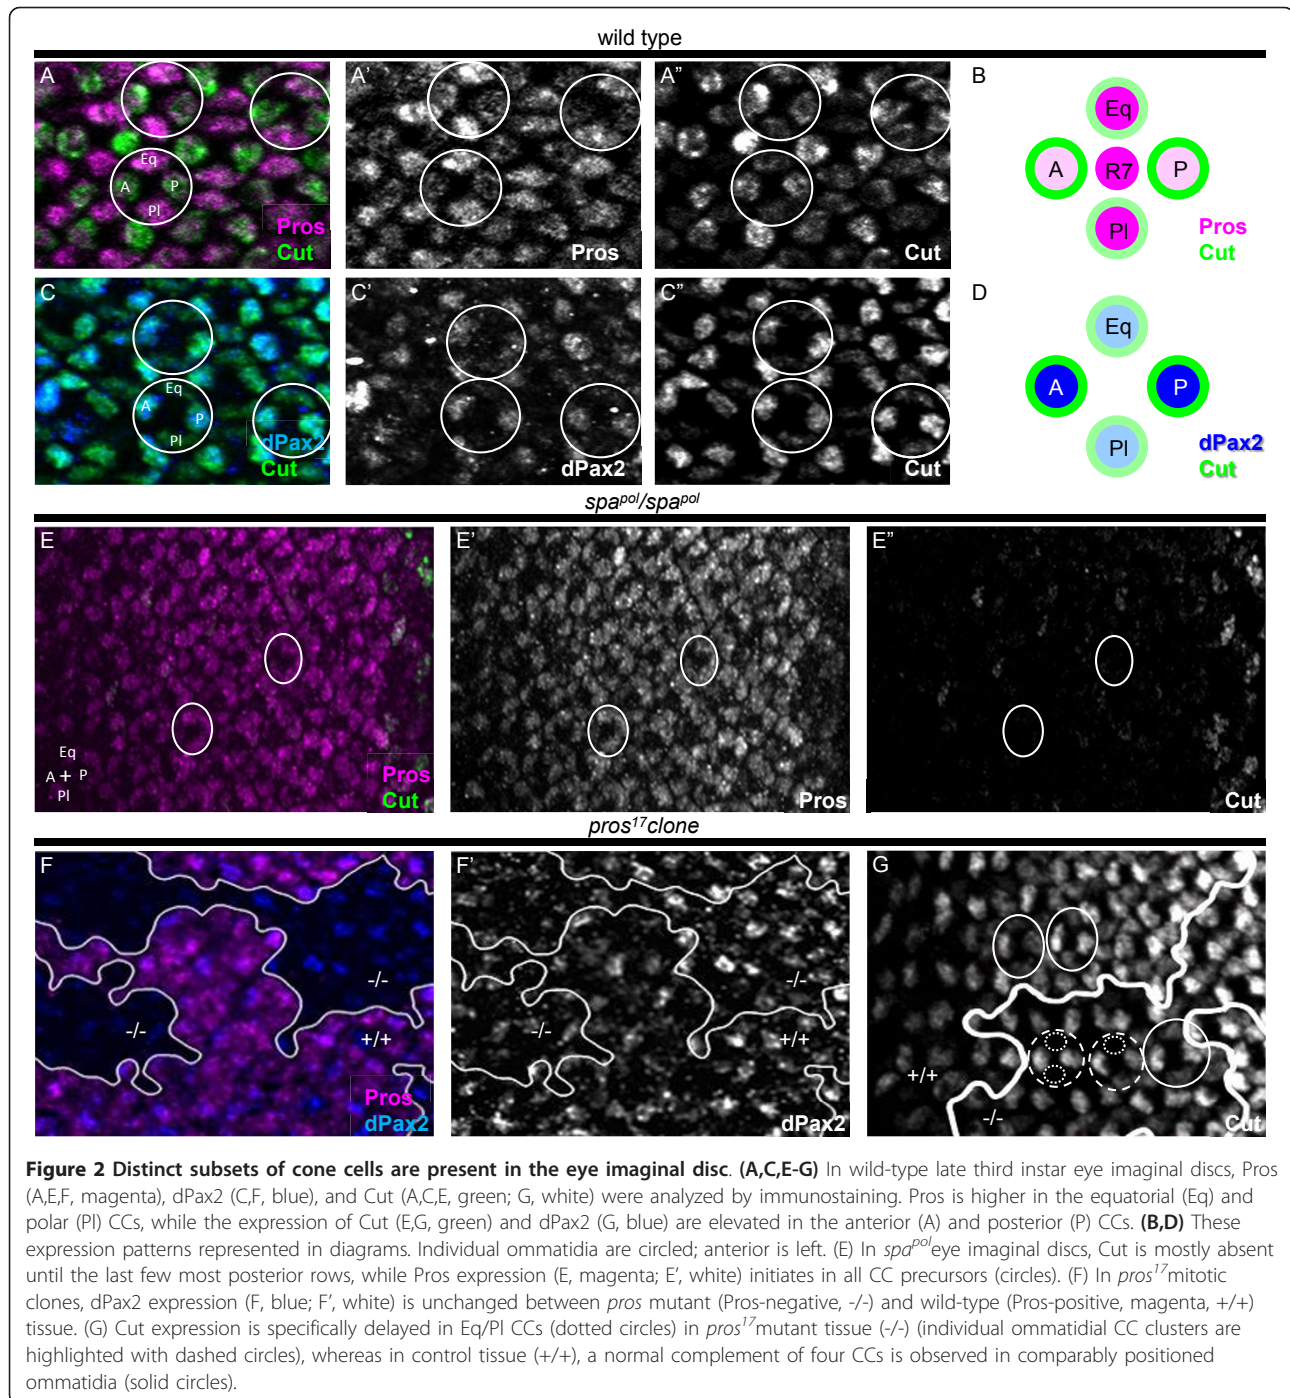 wild type
A A' A" B
Eq
A P
Pl
Pros
Cut
Pros
Cut
Eq
A R7 P
Pl
Pros
Cut
C C' C" D
Eq
A P
Pl
dPax2
Cut
dPax2
Cut
Eq
A P
Pl
dPax2
Cut
spa^pol/spa^pol
E E' E"
Eq
A + P
Pl
Pros
Cut
Pros
Cut
pros^17clone
F F' G
-/-
-/-
+/+
Pros
dPax2
-/-
-/-
+/+
dPax2
+/+
-/-
Cut
Figure 2 Distinct subsets of cone cells are present in the eye imaginal disc. (A,C,E-G) In wild-type late third instar eye imaginal discs, Pros
(A,E,F, magenta), dPax2 (C,F, blue), and Cut (A,C,E, green; G, white) were analyzed by immunostaining. Pros is higher in the equatorial (Eq) and
polar (Pl) CCs, while the expression of Cut (E,G, green) and dPax2 (G, blue) are elevated in the anterior (A) and posterior (P) CCs. (B,D) These
expression patterns represented in diagrams. Individual ommatidia are circled; anterior is left. (E) In spa^pol eye imaginal discs, Cut is mostly absent
until the last few most posterior rows, while Pros expression (E, magenta; E', white) initiates in all CC precursors (circles). (F) In pros^17mitotic
clones, dPax2 expression (F, blue; F', white) is unchanged between pros mutant (Pros-negative, -/-) and wild-type (Pros-positive, magenta, +/+)
tissue. (G) Cut expression is specifically delayed in Eq/Pl CCs (dotted circles) in pros^17mutant tissue (-/-) (individual ommatidial CC clusters are
highlighted with dashed circles), whereas in control tissue (+/+), a normal complement of four CCs is observed in comparably positioned
ommatidia (solid circles).